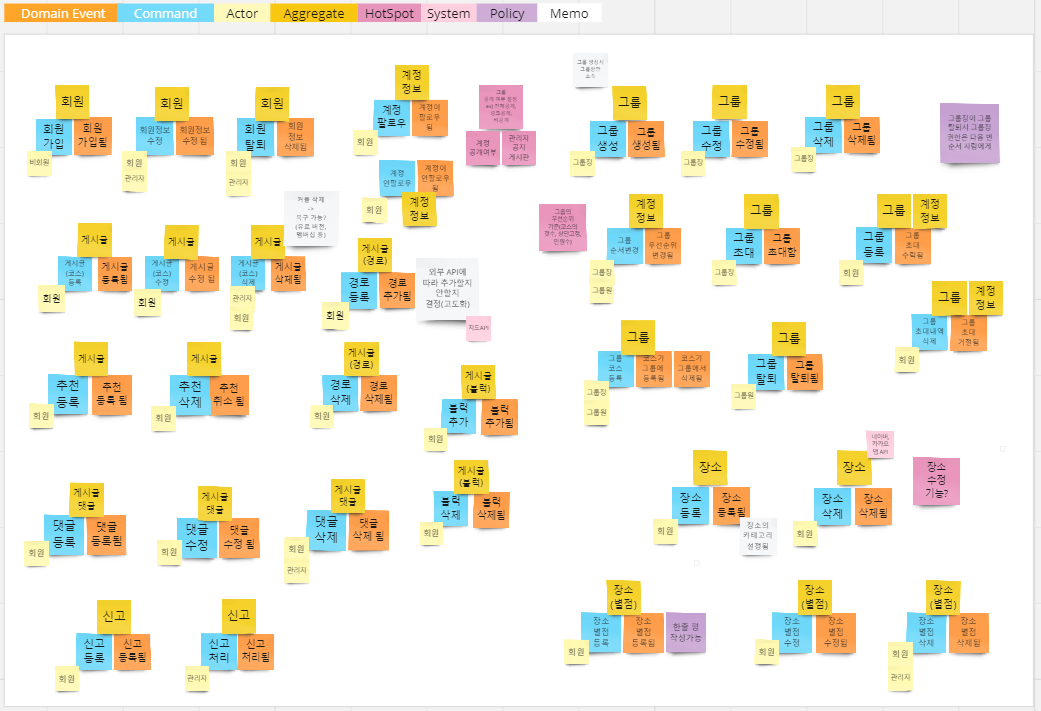 Domain Event
Command
Actor
Aggregate
HotSpot
System
Policy
Memo
회원
회원
가입
회원
가입됨
비회원
회원
회원정보
수정
회원정보
수정 됨
회원
관리자
회원
회원
탈퇴
회원
정보
삭제됨
회원
관리자
계정
정보
계정
팔로우
계정이
팔로우
됨
회원
계정
언팔로우
계정이
언팔로우
됨
계정
정보
회원
그룹
계정
공개여부
관리자
공지
게시판
그룹 생성시
소속
그룹
그룹
생성
그룹
생성됨
그룹장
그룹
그룹
수정
그룹
수정됨
그룹장
그룹
그룹
삭제
그룹
삭제됨
그룹장
그룹장이 그룹
탈퇴시 그룹장
권한은 다음 변
순서 사람에게
게시글
게시글
(코스)
등록
게시글
등록됨
회원
게시글
게시글
(코스)
수정
게시글
수정 됨
회원
게시글
게시글
(코스)
삭제
게시글
삭제됨
관리자
회원
커플 삭제
->
복구 가능?
(유료 버전,
멤버십 등)
게시글
(경로)
경로
등록
경로
추가됨
회원
외부 API에
따라 추가할지
안할지
결정(고도화)
지도API
그룹의
우선순위
계정
정보
그룹
순서변경
그룹
우선순위
변경됨
그룹장
그룹원
그룹
그룹
초대
그룹
초대함
그룹장
그룹
계정
정보
그룹
등록
그룹
초대
수락됨
회원
그룹
계정
정보
그룹
초대내역
삭제
그룹
초대
거절됨
회원
게시글
추천
등록
추천
등록 됨
회원
게시글
추천
삭제
추천
취소 됨
회원
게시글
(경로)
경로
삭제
경로
삭제됨
회원
게시글
(블럭)
블럭
추가
블럭
추가됨
회원
그룹
그룹
코스
등록
코스가
그룹에
등록됨
코스가
그룹에서
삭제됨
그룹장
그룹원
그룹
그룹
탈퇴
그룹
탈퇴됨
그룹원
게시글
댓글
댓글
등록
댓글
등록됨
회원
게시글
댓글
댓글
수정
댓글
수정 됨
회원
게시글
댓글
댓글
삭제
댓글
삭제 됨
회원
관리자
게시글
(블럭)
블럭
삭제
블럭
삭제됨
회원
장소
장소
등록
장소
등록됨
회원
장소의
카테고리
설정됨
네이버,
카카오
맵 API
장소
장소
삭제
장소
삭제됨
회원
장소
수정
기능?
신고
신고
등록
신고
등록됨
회원
신고
신고
처리
신고
처리됨
관리자
장소
(별점)
장소
별점
등록
장소
별점
등록됨
한줄 평
작성가능
회원
장소
(별점)
장소
별점
수정
장소
별점
수정됨
회원
장소
(별점)
장소
별점
삭제
장소
별점
삭제됨
회원
관리자